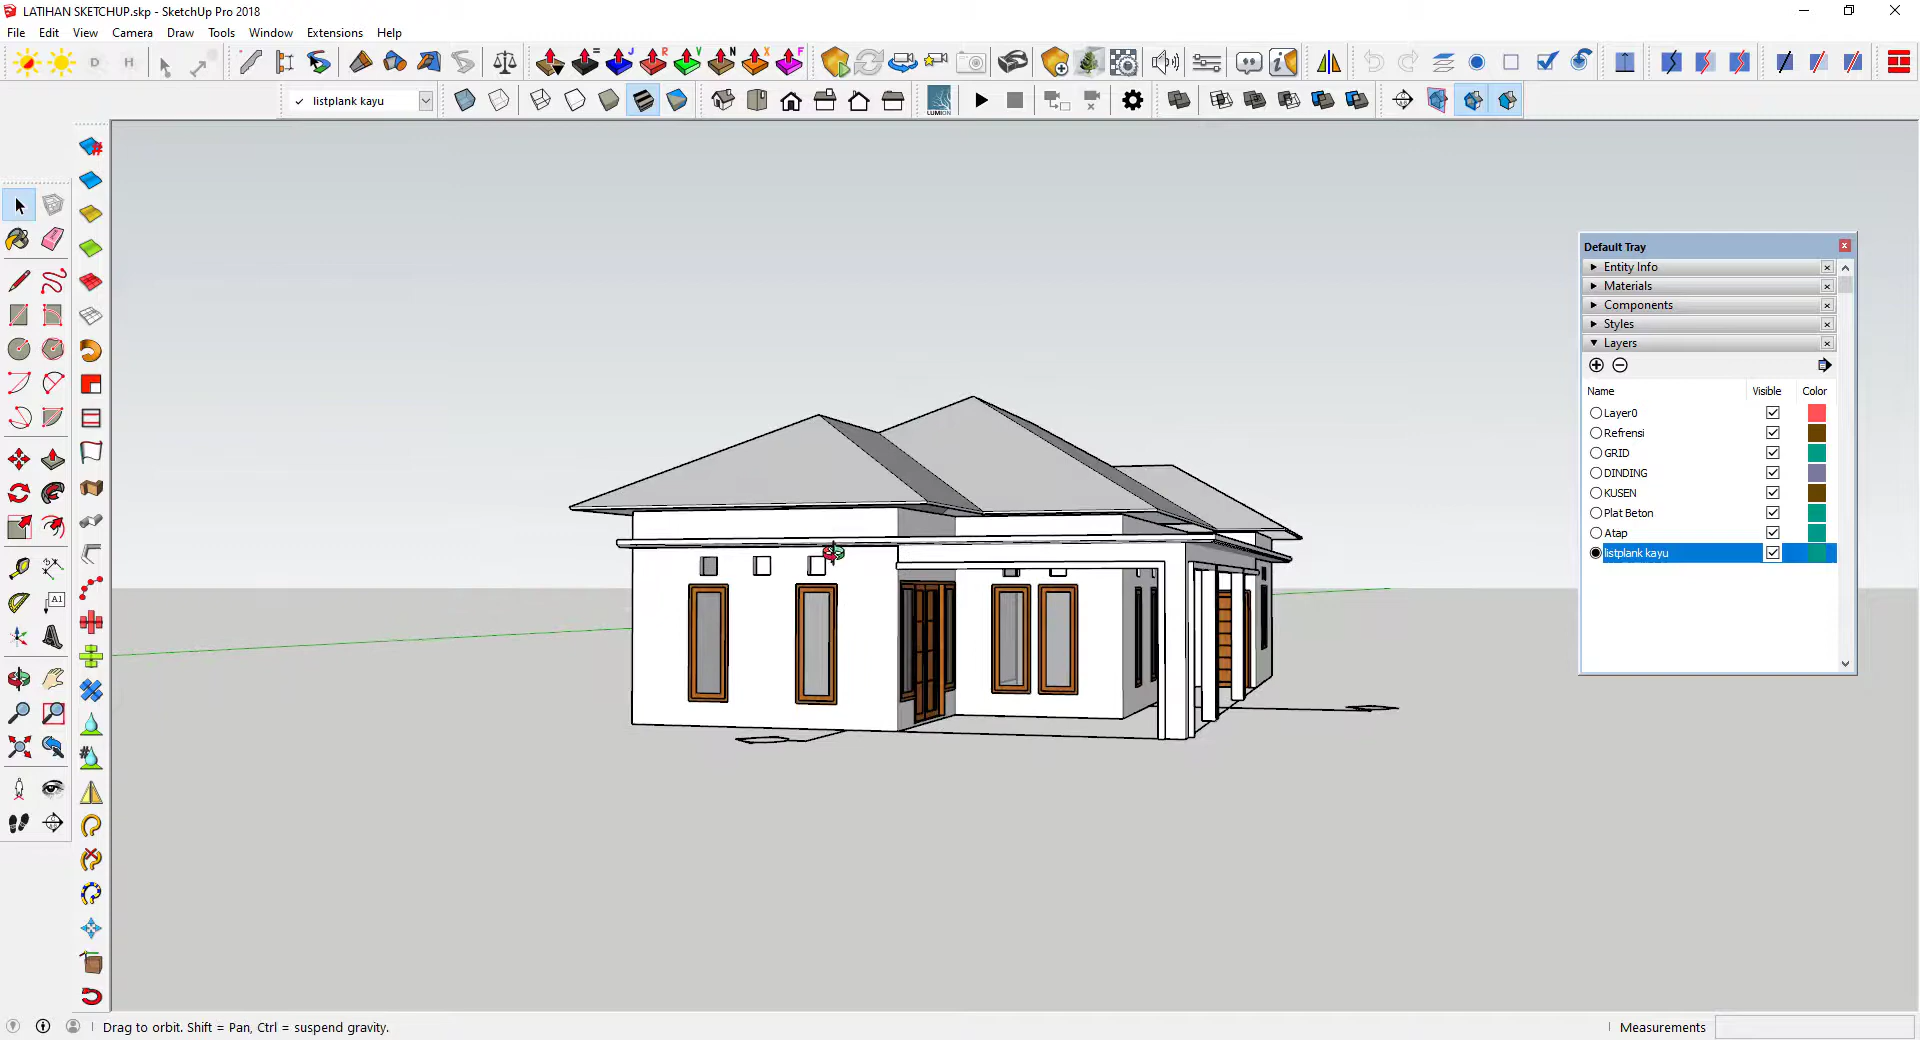 LATIHAN SKETCHUP.skp - SketchUp Pro 2018
File Edit View Camera Draw Tools Window Extensions Help
D H = J R V N X F
✓ listplank kayu
LUMION
Default Tray
Entity Info
Materials
Components
Styles
Layers
Name Visible Color
Layer0
Refrensi
GRID
DINDING
KUSEN
Plat Beton
Atap
listplank kayu
A1
Drag to orbit. Shift = Pan, Ctrl = suspend gravity.
Measurements